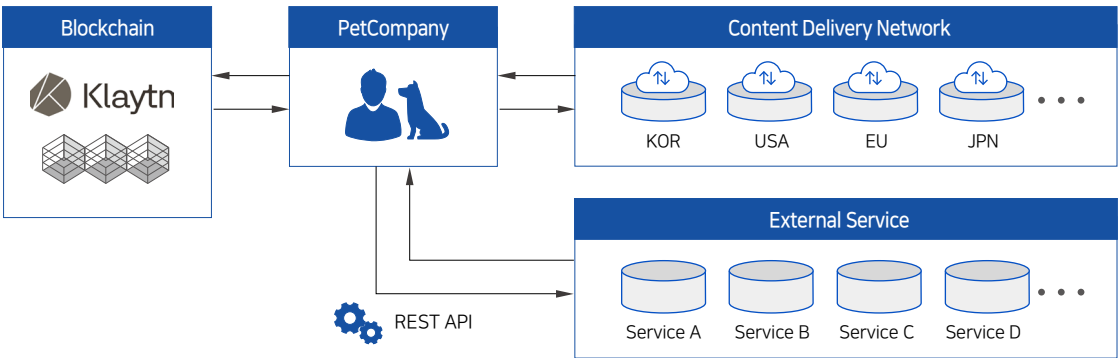 Blockchain
PetCompany
Content Delivery Network
Klaytn
KOR
USA
EU
JPN
External Service
REST API
Service A
Service B
Service C
Service D